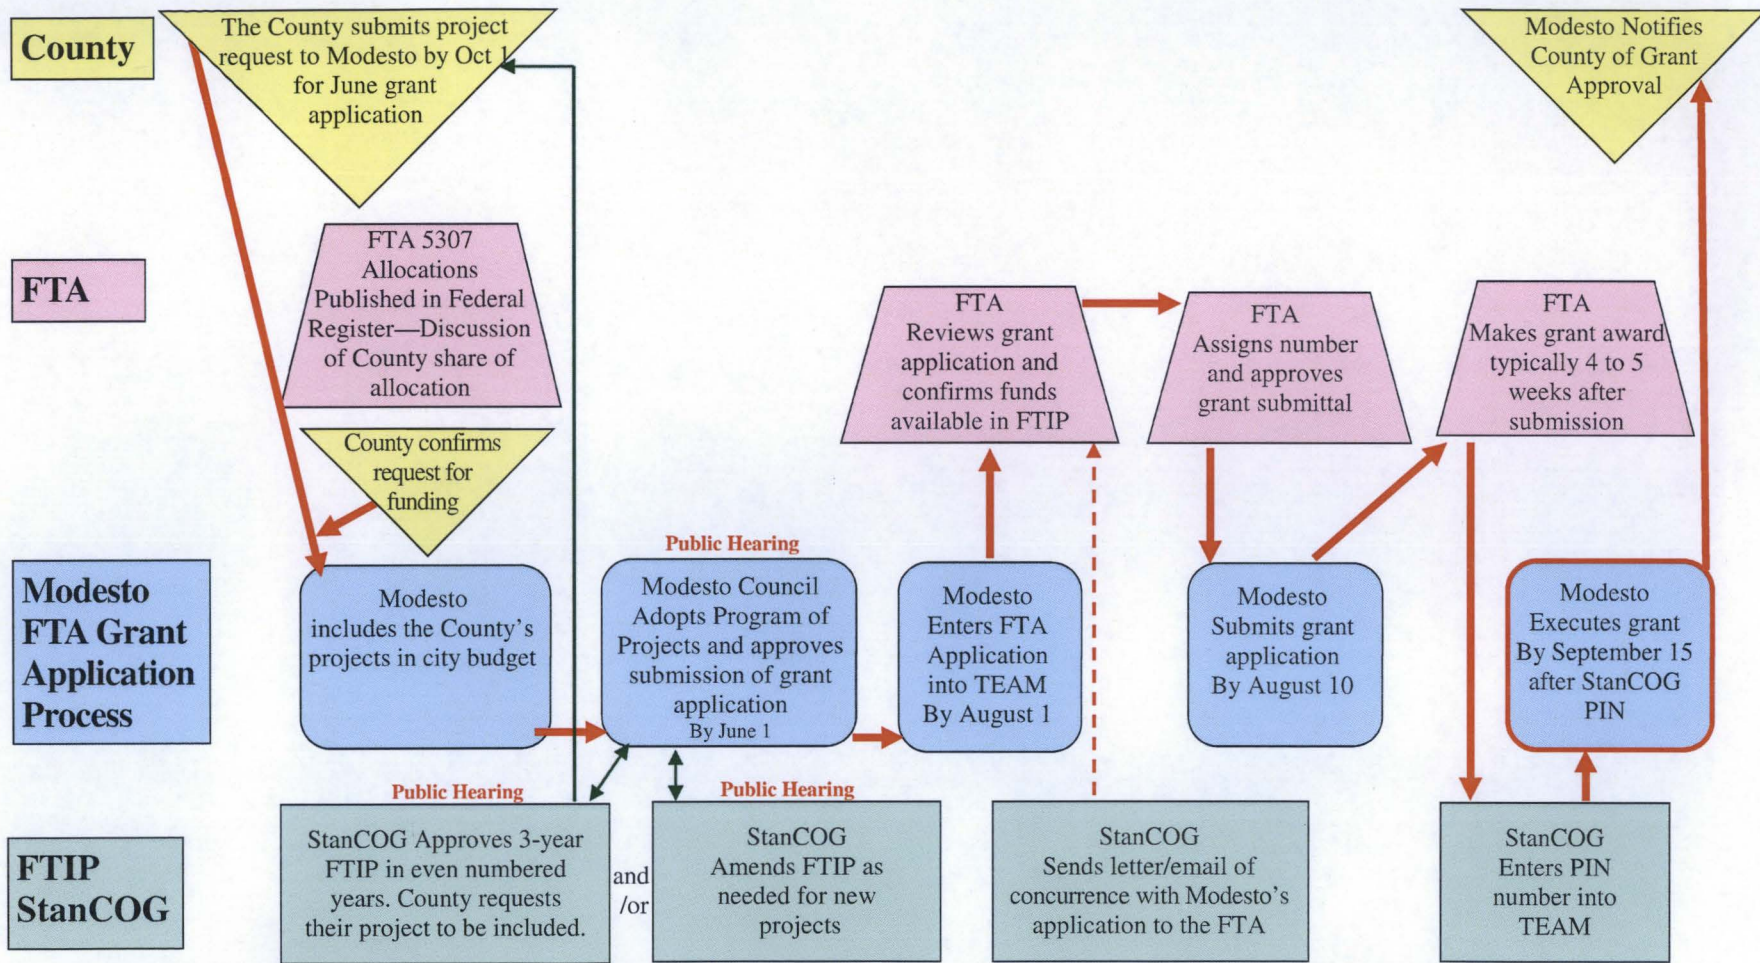 County
The County submits project
request to Modesto by Oct 1
for June grant
application
Modesto Notifies
County of Grant
Approval
FTA
FTA 5307
Allocations
Published in Federal
Register—Discussion
of County share of
allocation
FTA
Reviews grant
application and
confirms funds
available in FTIP
FTA
Assigns number
and approves
grant submittal
FTA
Makes grant award
typically 4 to 5
weeks after
submission
County confirms
request for
funding
Modesto
FTA Grant
Application
Process
Modesto
includes the County's
projects in city budget
Public Hearing
Modesto Council
Adopts Program of
Projects and approves
submission of grant
application
By June 1
Modesto
Enters FTA
Application
into TEAM
By August 1
Modesto
Submits grant
application
By August 10
Modesto
Executes grant
By September 15
after StanCOG
PIN
FTIP
StanCOG
Public Hearing
StanCOG Approves 3-year
FTIP in even numbered
years. County requests
their project to be included.
and
/or
Public Hearing
StanCOG
Amends FTIP as
needed for new
projects
StanCOG
Sends letter/email of
concurrence with Modesto's
application to the FTA
StanCOG
Enters PIN
number into
TEAM